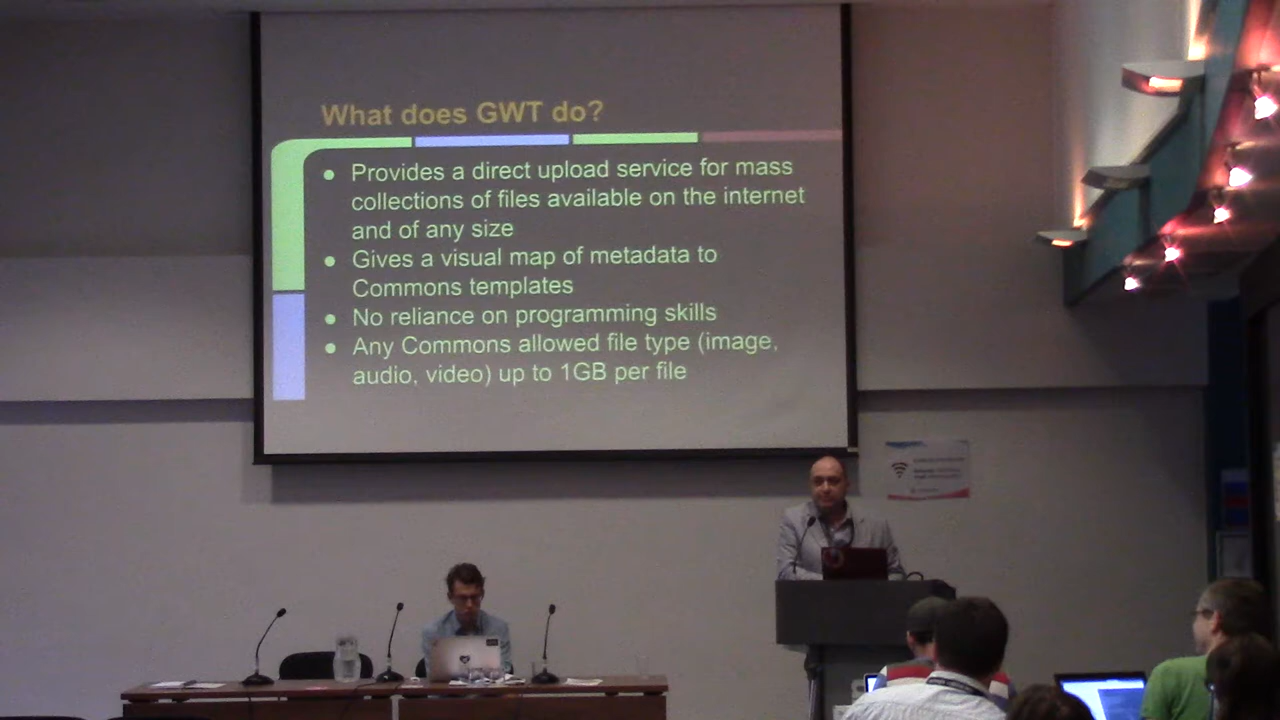 What does GWT do?
● Provides a direct upload service for mass
collections of files available on the internet
and of any size
● Gives a visual map of metadata to
Commons templates
● No reliance on programming skills
● Any Commons allowed file type (image,
audio, video) up to 1GB per file